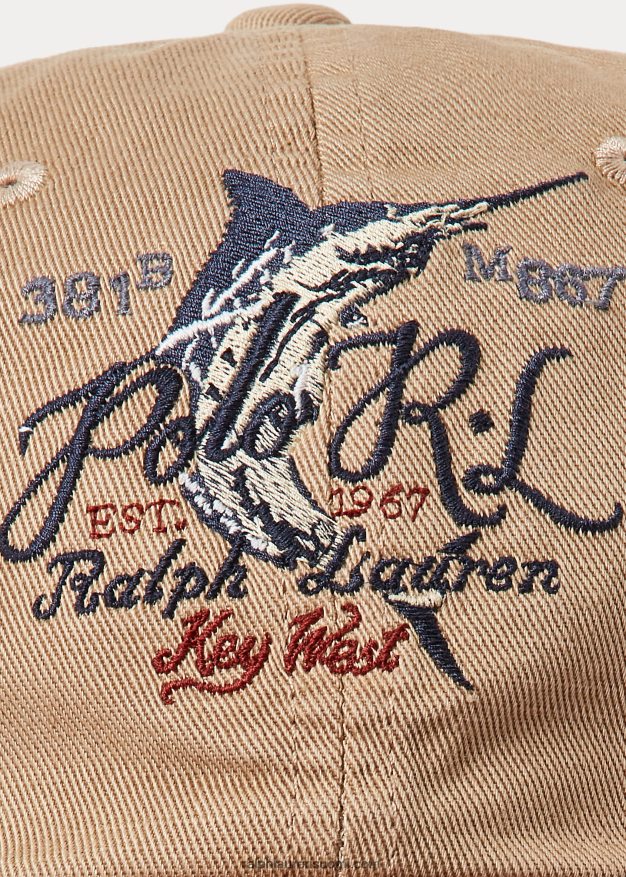 381B M867
Polo R·L
EST. 1967
Ralph Lauren
Key West